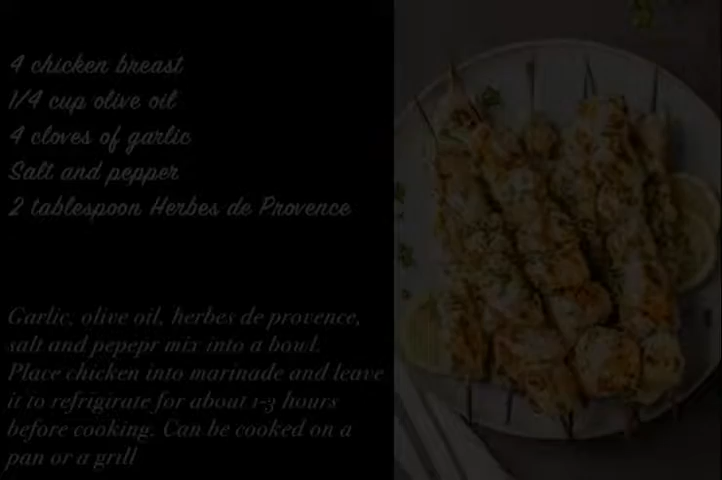 4 chicken breast
1/4 cup olive oil
4 cloves of garlic
Salt and pepper
2 tablespoon Herbes de Provence
Garlic, olive oil, herbes de provence,
salt and pepepr mix into a bowl.
Place chicken into marinade and leave
it to refrigirate for about 1-3 hours
before cooking. Can be cooked on a
pan or a grill